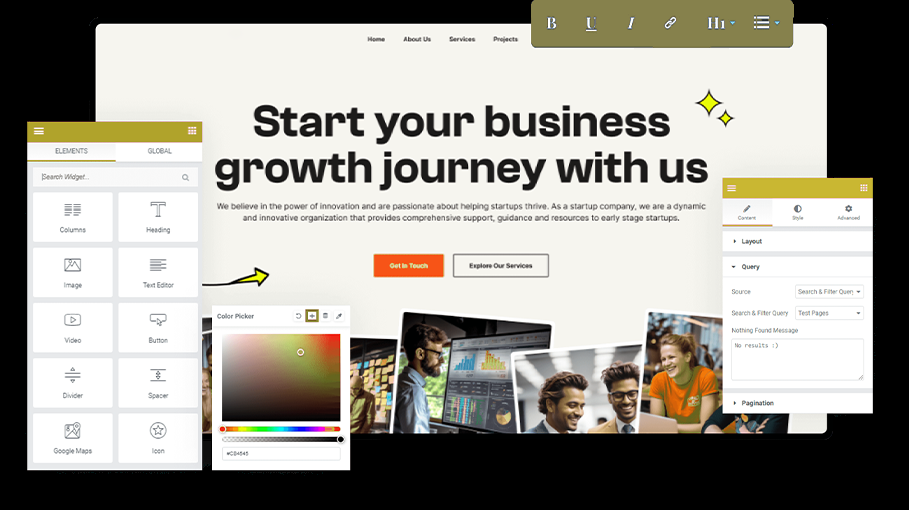 B U I H1
Home About Us Services Projects
Start your business
growth journey with us
We believe in the power of innovation and are passionate about helping startups thrive. As a startup company, we are a dynamic
and innovative organization that provides comprehensive support, guidance and resources to early stage startups.
Get In Touch Explore Our Services
ELEMENTS GLOBAL
Search Widget...
Columns Heading
Image Text Editor
Video Button
Divider Spacer
Google Maps Icon
Color Picker
#CB4645
Content Style Advanced
Layout
Query
Source Search & Filter Query
Search & Filter Query Test Pages
Nothing Found Message
No results :)
Pagination